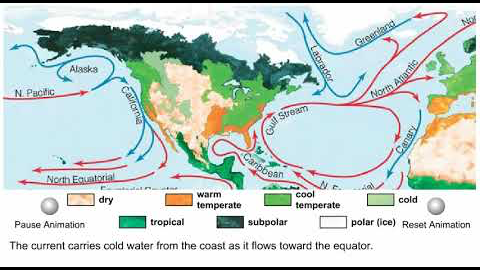 Greenland
No
Labrador
Alaska
North Atlantic
N. Pacific
California
Gulf Stream
Canary
Caribbean
North Equatorial
dry
warm temperate
cool temperate
cold
Pause Animation
tropical
subpolar
polar (ice)
Reset Animation
The current carries cold water from the coast as it flows toward the equator.